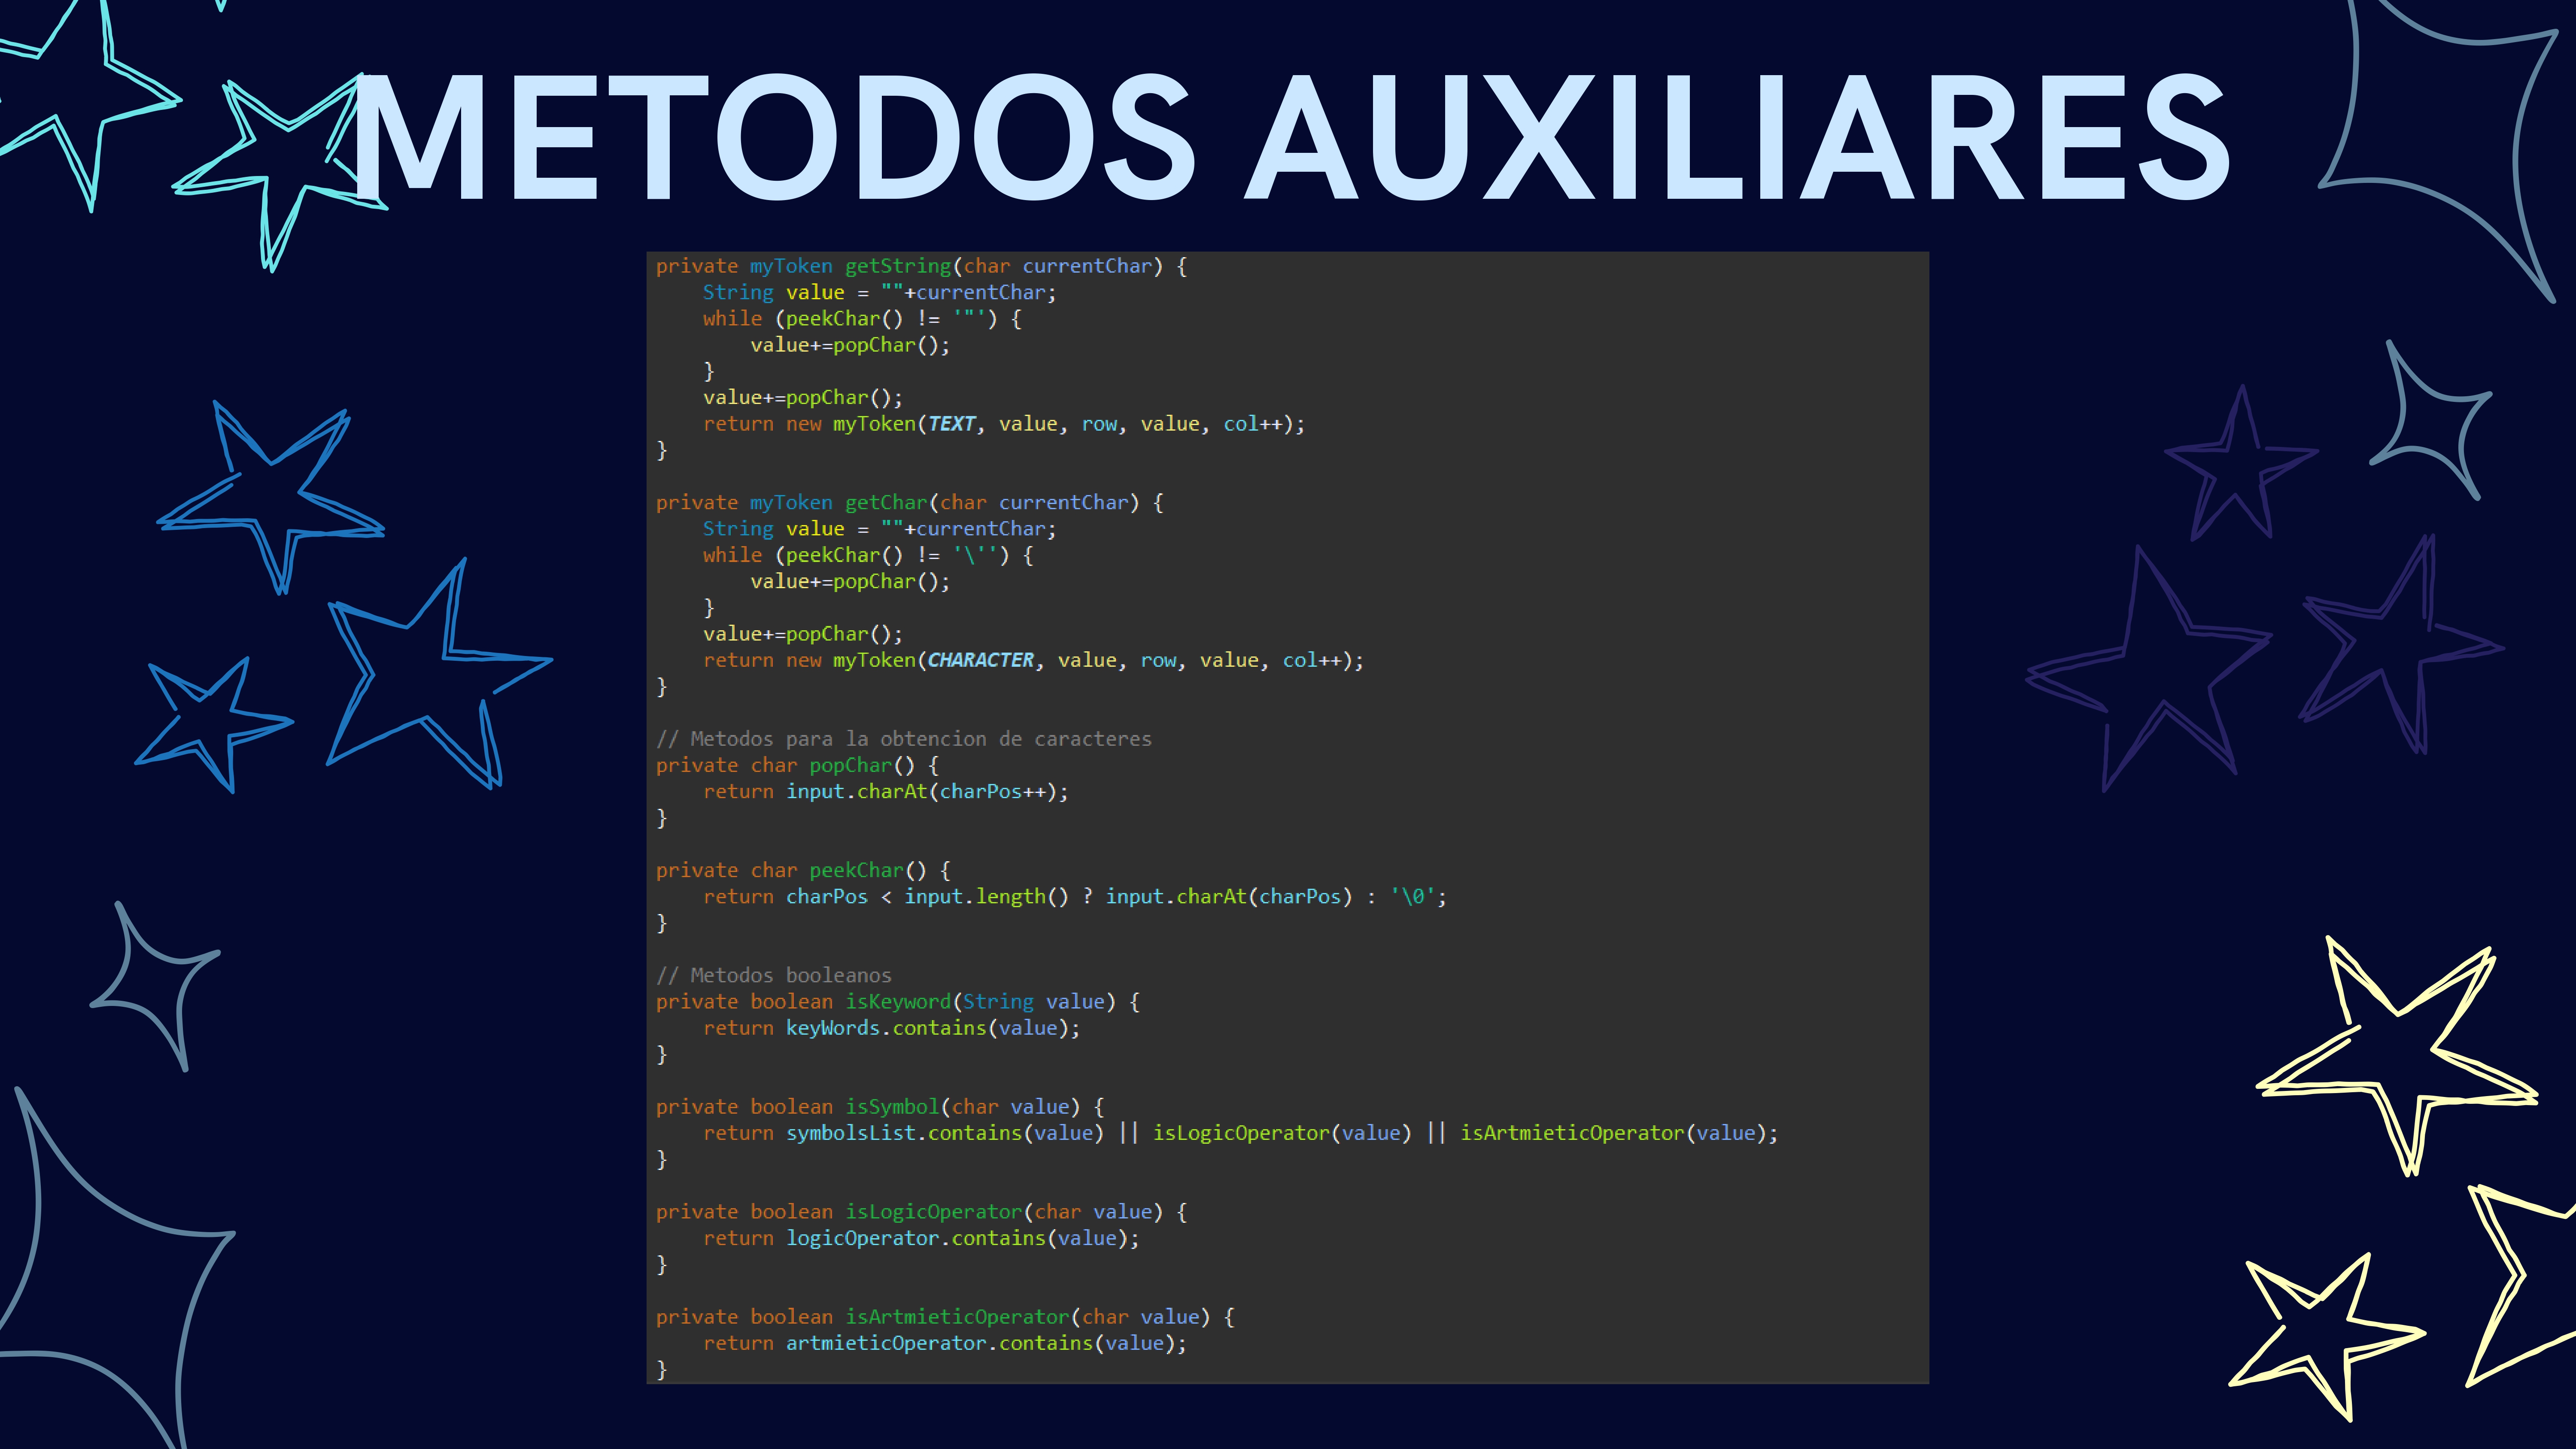 METODOS AUXILIARES
private myToken getString(char currentChar) {
    String value = ""+currentChar;
    while (peekChar() != '"') {
        value+=popChar();
    }
    value+=popChar();
    return new myToken(TEXT, value, row, value, col++);
}

private myToken getChar(char currentChar) {
    String value = ""+currentChar;
    while (peekChar() != '\'') {
        value+=popChar();
    }
    value+=popChar();
    return new myToken(CHARACTER, value, row, value, col++);
}

// Metodos para la obtencion de caracteres
private char popChar() {
    return input.charAt(charPos++);
}

private char peekChar() {
    return charPos < input.length() ? input.charAt(charPos) : '\0';
}

// Metodos booleanos
private boolean isKeyword(String value) {
    return keyWords.contains(value);
}

private boolean isSymbol(char value) {
    return symbolsList.contains(value) || isLogicOperator(value) || isArtmieticOperator(value);
}

private boolean isLogicOperator(char value) {
    return logicOperator.contains(value);
}

private boolean isArtmieticOperator(char value) {
    return artmieticOperator.contains(value);
}